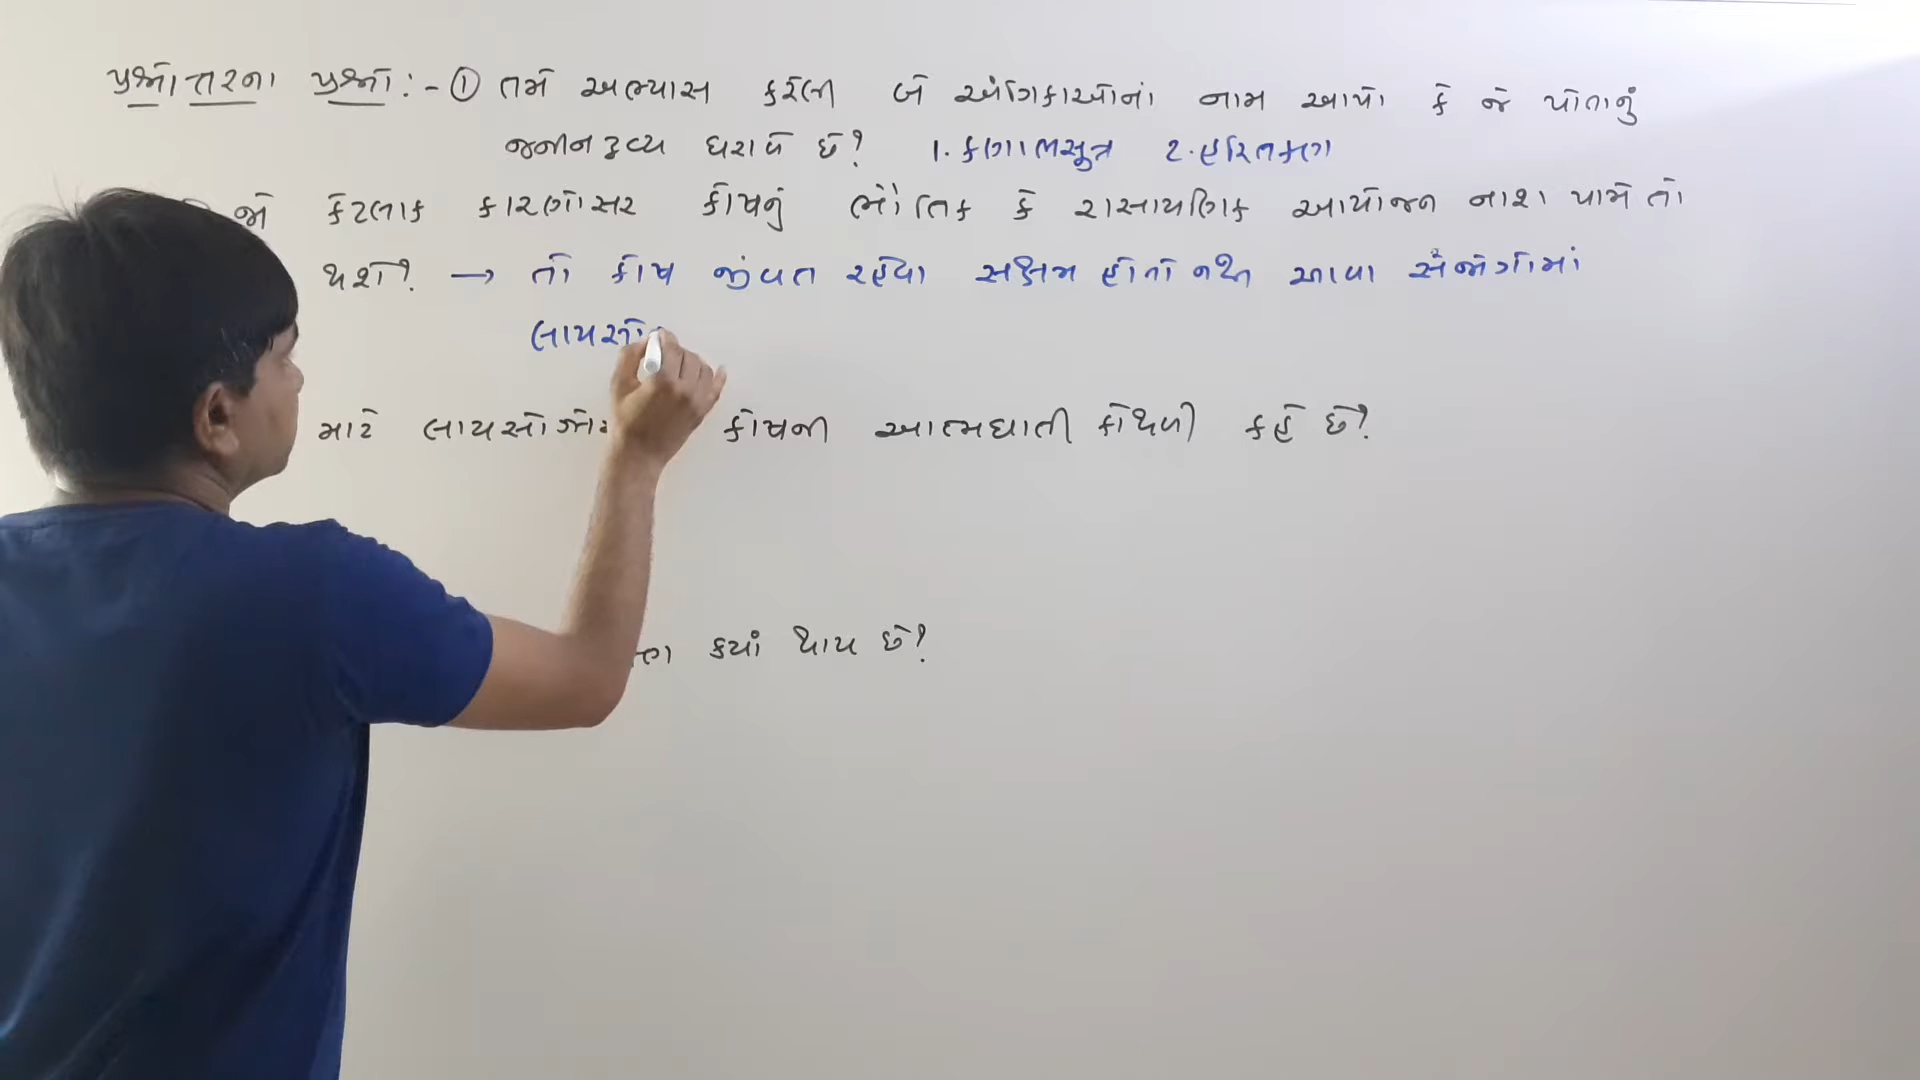 પ્રશ્નોત્તરના પ્રશ્નો :- ① તમે અભ્યાસ કરેલી બે અંગિકાઓનાં નામ આપો કે જે પોતાનું
જનીનદ્રવ્ય ધરાવે છે? 1. કણાભસૂત્ર 2. હરિતકણ
જો કેટલાક કારણોસર કોષનું ભૌતિક કે રાસાયણિક આયોજન નાશ પામે તો
થશે? → તો કોષ જીવંત રહેવા સક્ષમ હોતો નથી આવા સંજોગોમાં
લાયસો
માટે લાયસોઝો કોષની આત્મઘાતી કોથળી કહે છે?
ક્યાં થાય છે?